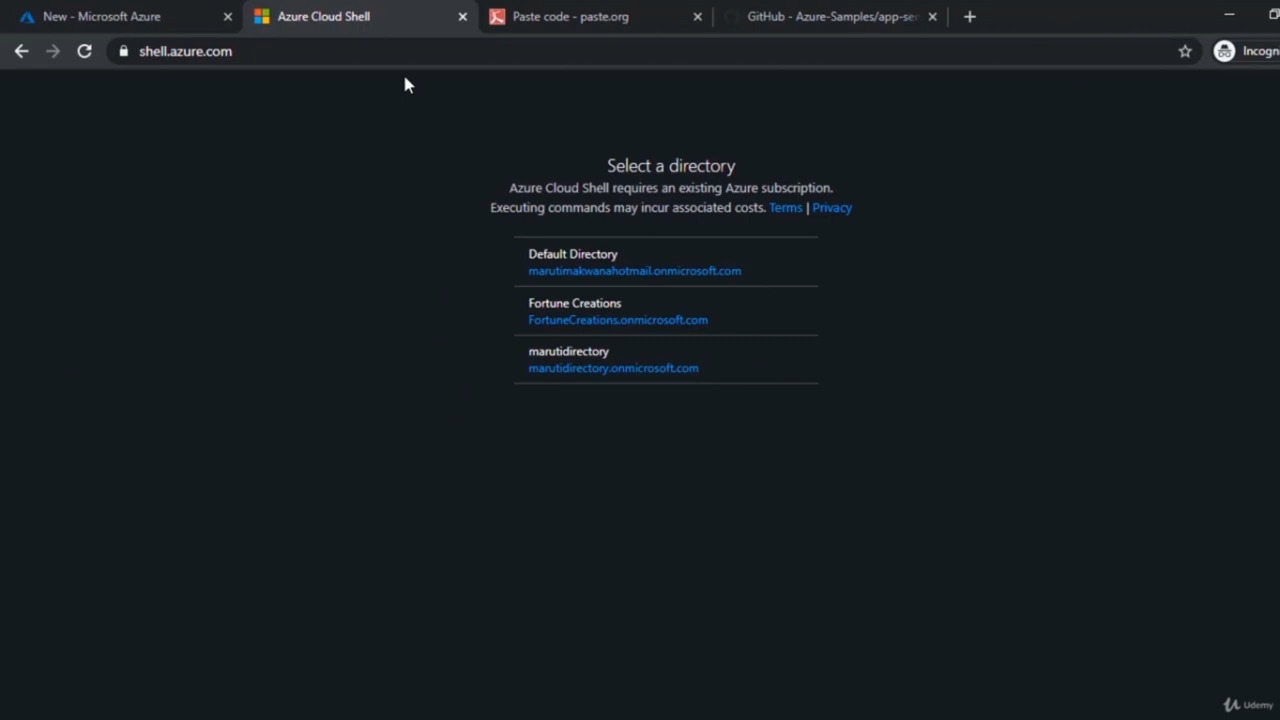 New - Microsoft Azure
Azure Cloud Shell
Paste code - paste.org
GitHub - Azure-Samples/app-ser
shell.azure.com
Incogn
Select a directory
Azure Cloud Shell requires an existing Azure subscription.
Executing commands may incur associated costs. Terms | Privacy
Default Directory
marutimakwanahotmail.onmicrosoft.com
Fortune Creations
FortuneCreations.onmicrosoft.com
marutidirectory
marutidirectory.onmicrosoft.com
Udemy